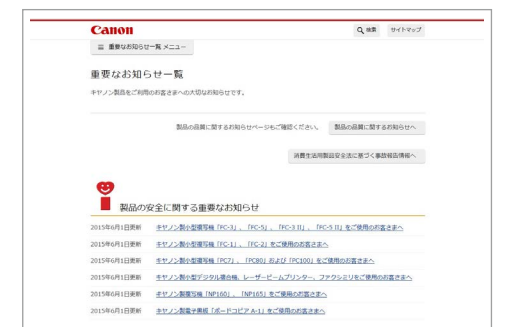 Canon
検索 サイトマップ
重要なお知らせ一覧 メニュー
重要なお知らせ一覧
キヤノン製品をご利用のお客さまへの大切なお知らせです。
製品の品質に関するお知らせページもご確認ください。 製品の品質に関するお知らせへ
消費生活用製品安全法に基づく事故報告情報へ
製品の安全に関する重要なお知らせ
2015年6月1日更新 キヤノン製小型複写機「FC-3」、「FC-5」、「FC-3 II」、「FC-5 II」をご使用のお客さまへ
2015年6月1日更新 キヤノン製小型複写機「PC-1」、「PC-2」をご使用のお客さまへ
2015年6月1日更新 キヤノン製小型複写機「PC7」、「PC80」および「PC100」をご使用のお客さまへ
2015年6月1日更新 キヤノン製小型デジタル複合機、レーザービームプリンター、ファクシミリをご使用のお客さまへ
2015年6月1日更新 キヤノン製複写機「NP160」、「NP165」をご使用のお客さまへ
2015年6月1日更新 キヤノン製電子黒板「ボードコピア A-1」をご使用のお客さまへ